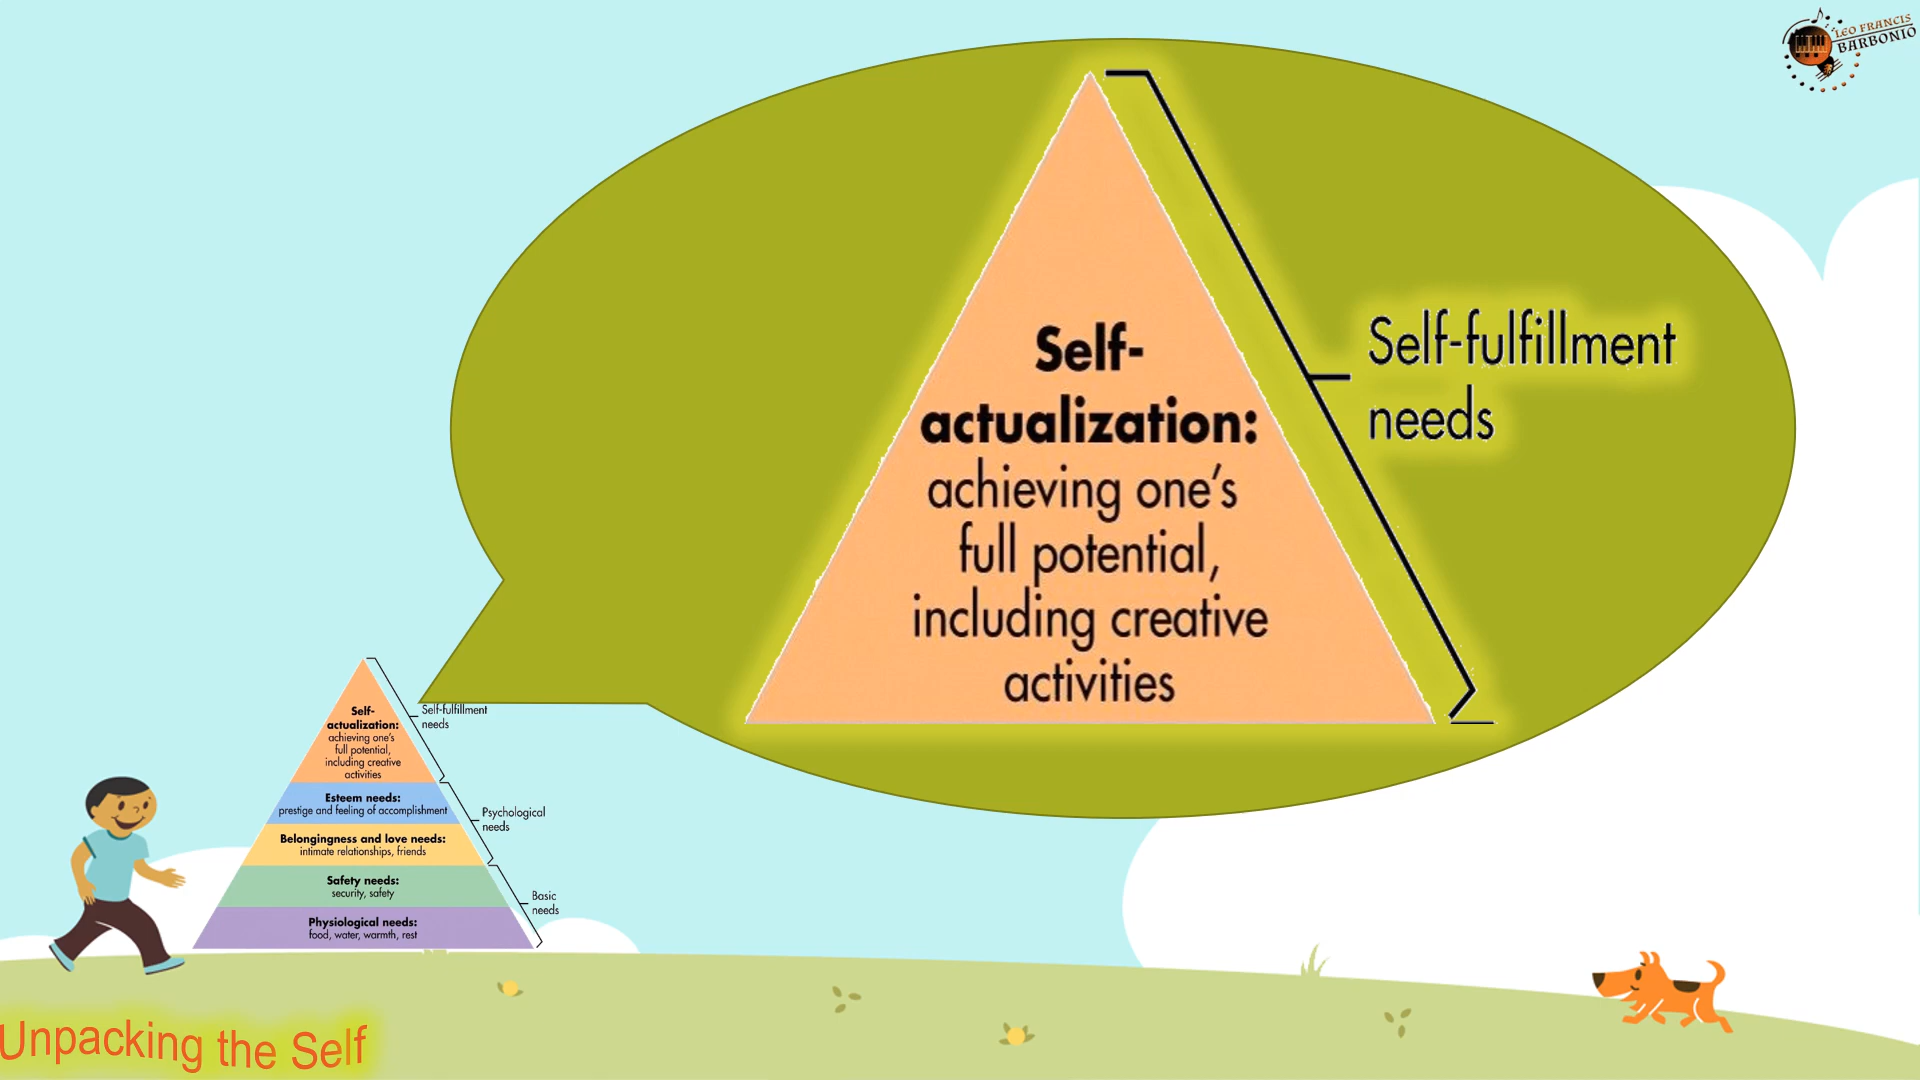 LEO FRANCIS
BARBONIO
Self-
actualization:
achieving one's
full potential,
including creative
activities
Self-fulfillment
needs
Self-
actualization:
achieving one's
full potential,
including creative
activities
Self-fulfillment
needs
Esteem needs:
prestige and feeling of accomplishment
Psychological
needs
Belongingness and love needs:
intimate relationships, friends
Safety needs:
security, safety
Basic
needs
Physiological needs:
food, water, warmth, rest
Unpacking the Self